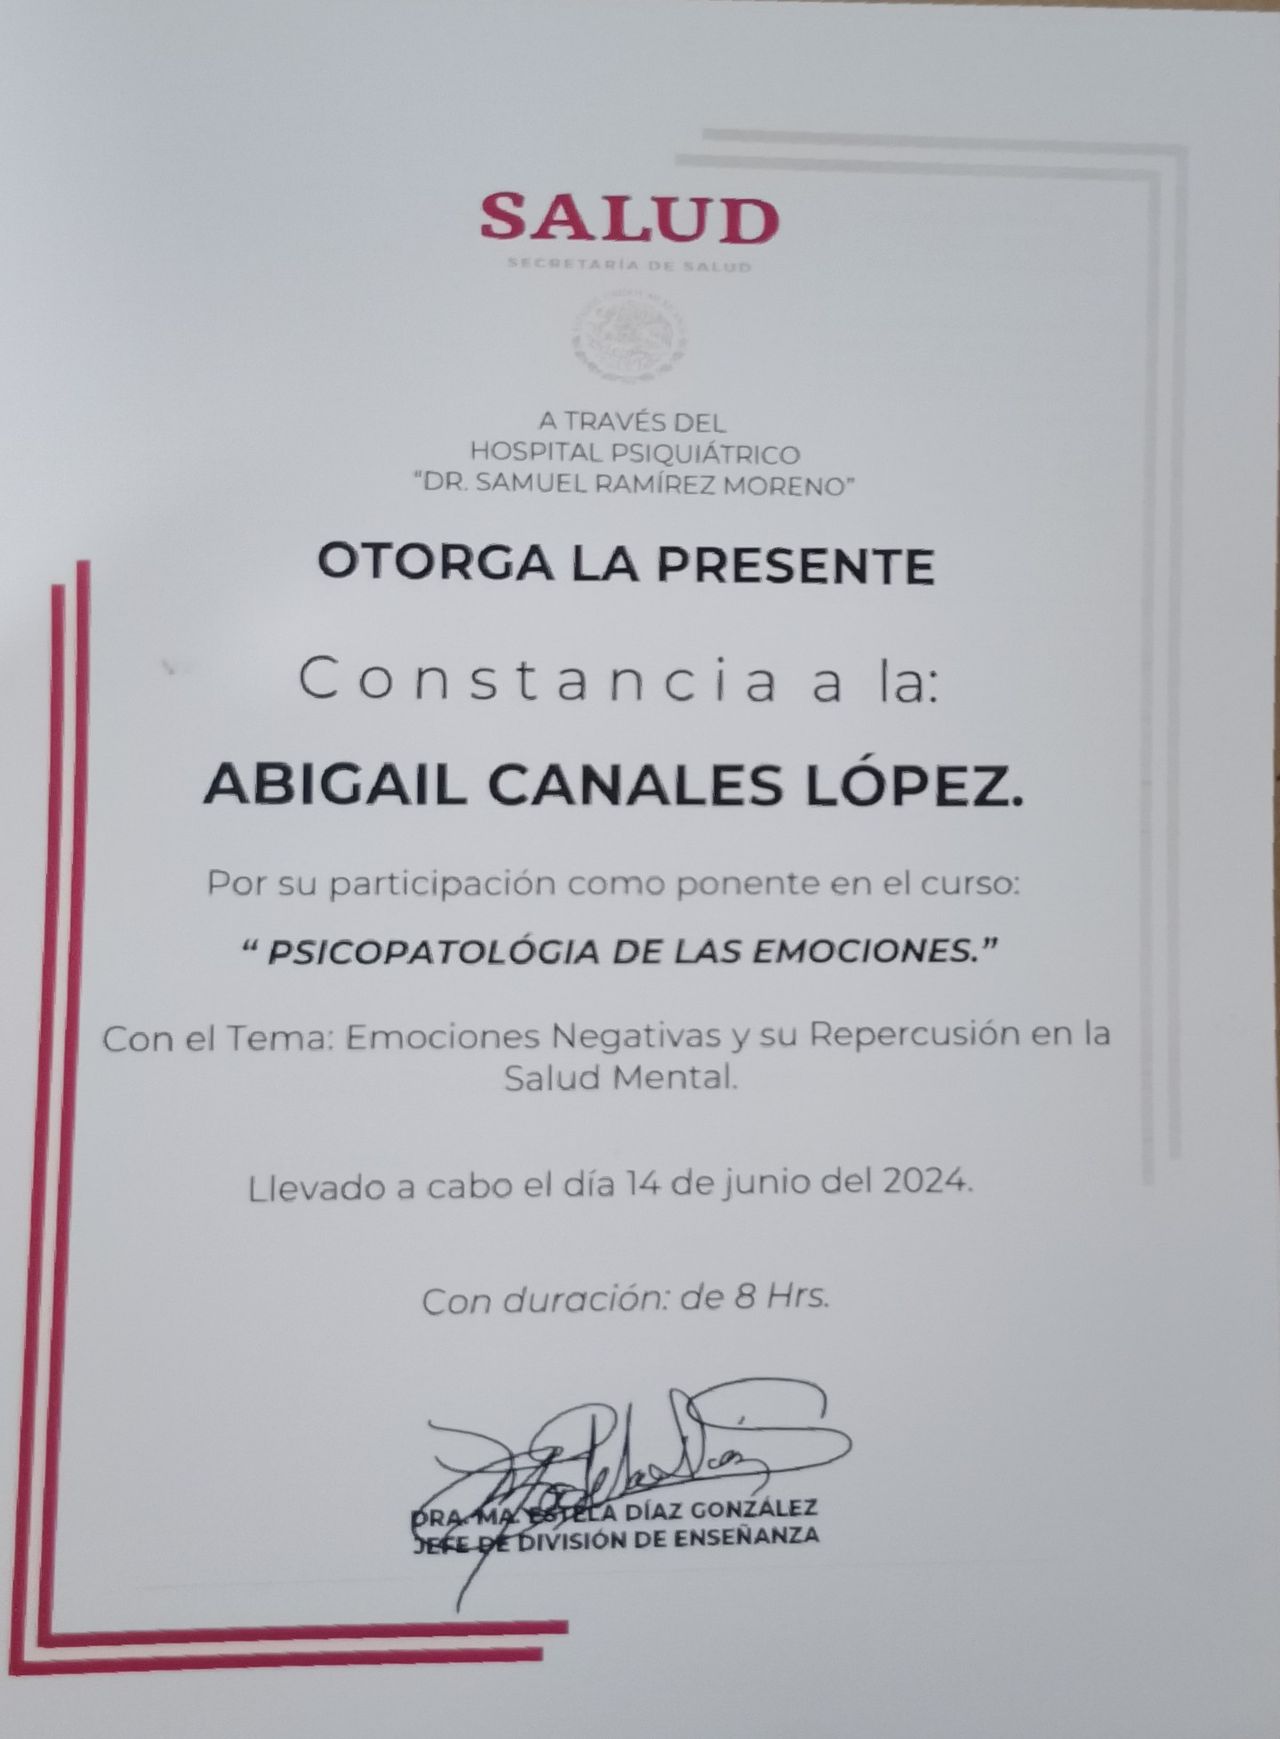 SALUD
SECRETARÍA DE SALUD
A TRAVÉS DEL
HOSPITAL PSIQUIÁTRICO
“DR. SAMUEL RAMÍREZ MORENO”
OTORGA LA PRESENTE
Constancia a la:
ABIGAIL CANALES LÓPEZ.
Por su participación como ponente en el curso:
“ PSICOPATOLÓGIA DE LAS EMOCIONES.”
Con el Tema: Emociones Negativas y su Repercusión en la
Salud Mental.
Llevado a cabo el día 14 de junio del 2024.
Con duración: de 8 Hrs.
DRA. MA. ESTELA DÍAZ GONZÁLEZ
JEFE DE DIVISIÓN DE ENSEÑANZA